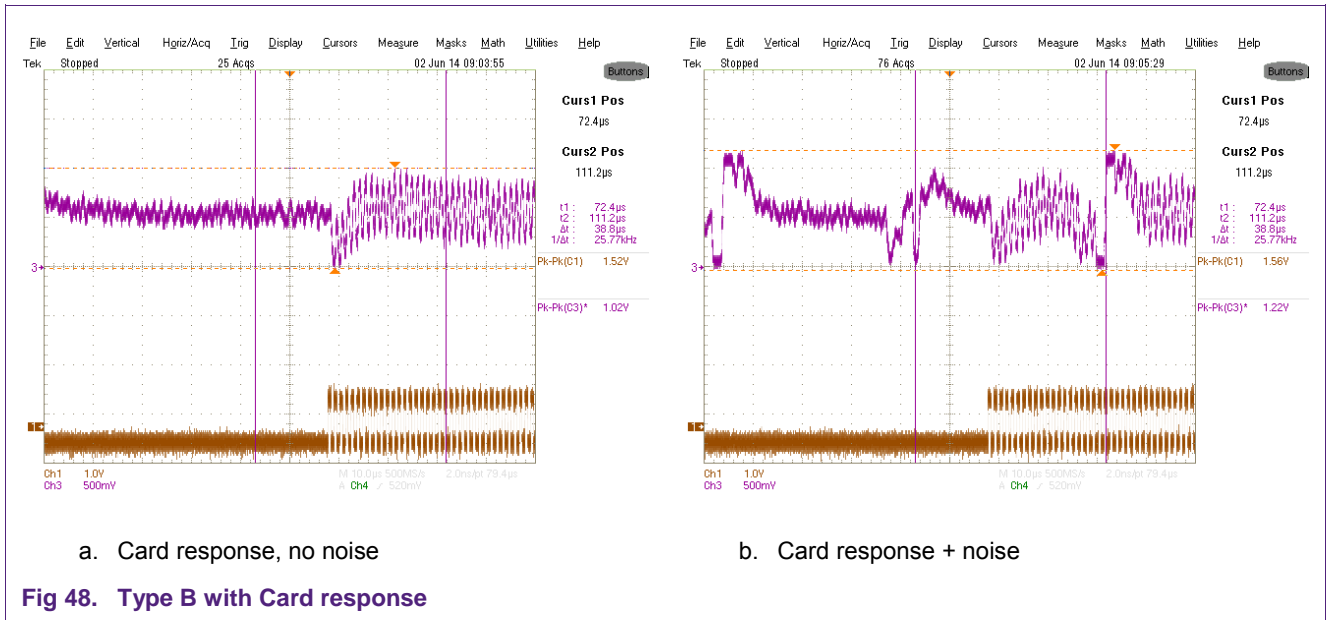 File Edit Vertical Horiz/Acq Trig Display Cursors Measure Masks Math Utilities Help
Tek Stopped 25 Acqs 02 Jun 14 09:03:55
Buttons
Curs1 Pos
72.4µs
Curs2 Pos
111.2µs
t1 : 72.4µs
t2 : 111.2µs
Δt : 38.8µs
1/Δt : 25.77kHz
3
Pk-Pk(C1) 1.52V
Pk-Pk(C3)* 1.02V
1
Ch1 1.0V M 10.0µs 500MS/s 2.0ns/pt 79.4µs
Ch3 500mV A Ch4 ∕ 520mV
File Edit Vertical Horiz/Acq Trig Display Cursors Measure Masks Math Utilities Help
Tek Stopped 76 Acqs 02 Jun 14 09:05:29
Buttons
Curs1 Pos
72.4µs
Curs2 Pos
111.2µs
t1 : 72.4µs
t2 : 111.2µs
Δt : 38.8µs
1/Δt : 25.77kHz
3
Pk-Pk(C1) 1.56V
Pk-Pk(C3)* 1.22V
1
Ch1 1.0V M 10.0µs 500MS/s 2.0ns/pt 79.4µs
Ch3 500mV A Ch4 ∕ 520mV
a. Card response, no noise
b. Card response + noise
Fig 48. Type B with Card response